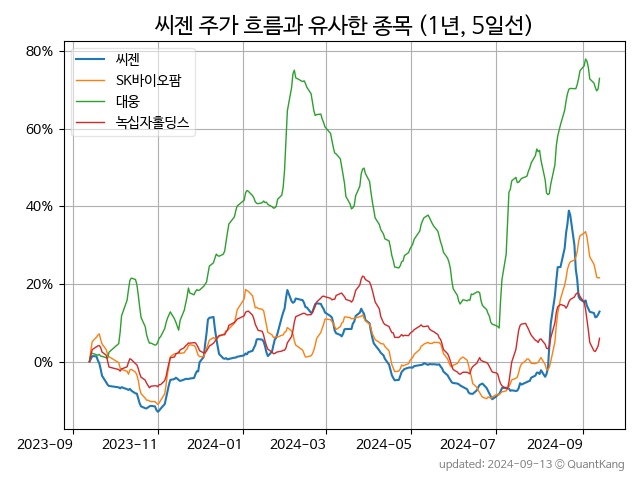 씨젠 주가 흐름과 유사한 종목 (1년, 5일선)
80%
60%
40%
20%
0%
씨젠
SK바이오팜
대웅
녹십자홀딩스
2023-09
2023-11
2024-01
2024-03
2024-05
2024-07
2024-09
updated: 2024-09-13 ⓒ QuantKang